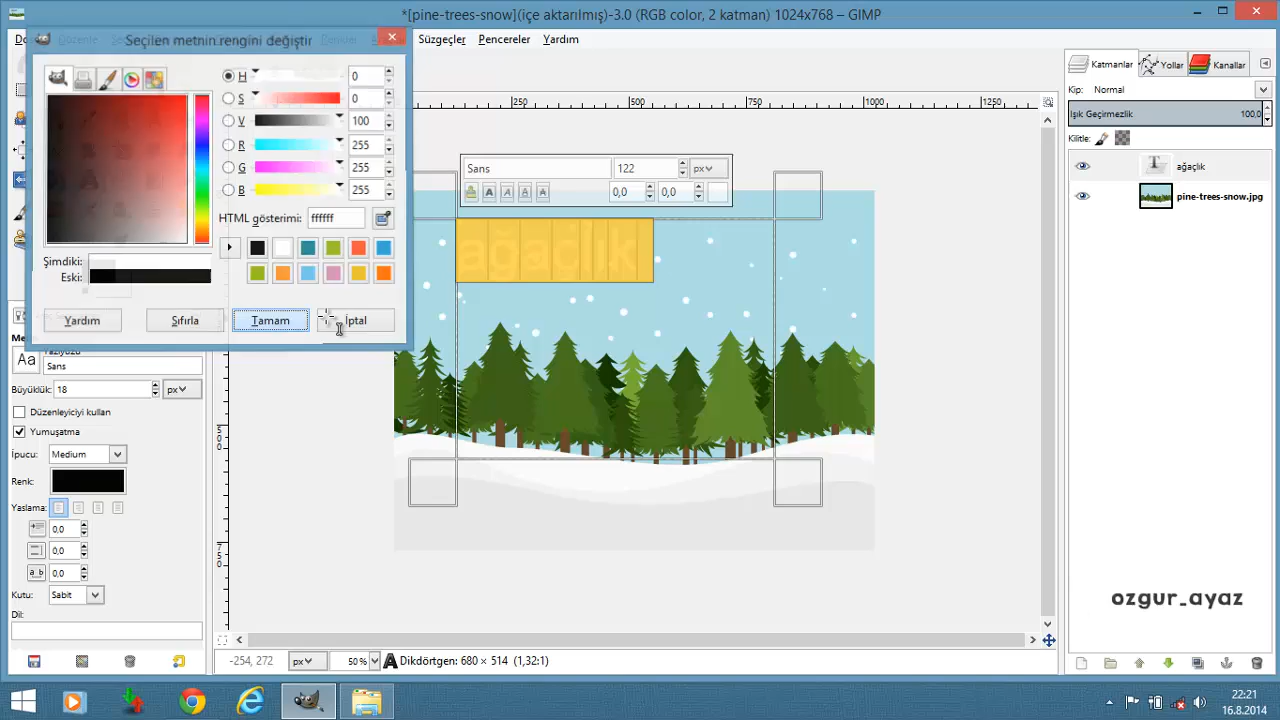 *[pine-trees-snow](içe aktarılmış)-3.0 (RGB color, 2 katman) 1024x768 – GIMP
Süzgeçler Pencereler Yardım
Seçilen metnin rengini değiştir
H 0
S 0
V 100
R 255
G 255
B 255
HTML gösterimi: ffffff
Şimdiki:
Eski:
Yardım Sıfırla Tamam İptal
250 500 750 1000 1250
Sans 122 px
0,0 0,0
ağaçlık
Yazıyüzü
Aa Sans
Büyüklük: 18 px
Düzenleyiciyi kullan
Yumuşatma
İpucu: Medium
Renk:
Yaslama:
0,0
0,0
0,0
Kutu: Sabit
Dil:
500
750
-254, 272 px 50 % Dikdörtgen: 680 × 514 (1,32:1)
Katmanlar Yollar Kanallar
Kip: Normal
Işık Geçirmezlik 100,0
Kilitle:
ağaçlık
pine-trees-snow.jpg
ozgur_ayaz
22:21
16.8.2014